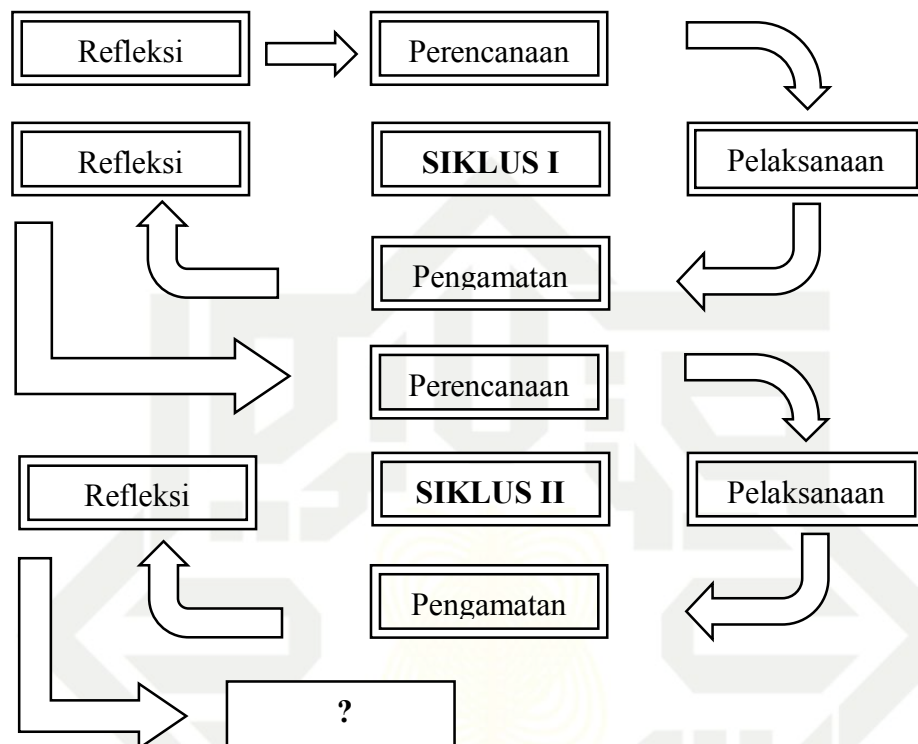 Refleksi
Perencanaan
Refleksi
SIKLUS I
Pelaksanaan
Pengamatan
Perencanaan
Refleksi
SIKLUS II
Pelaksanaan
Pengamatan
?